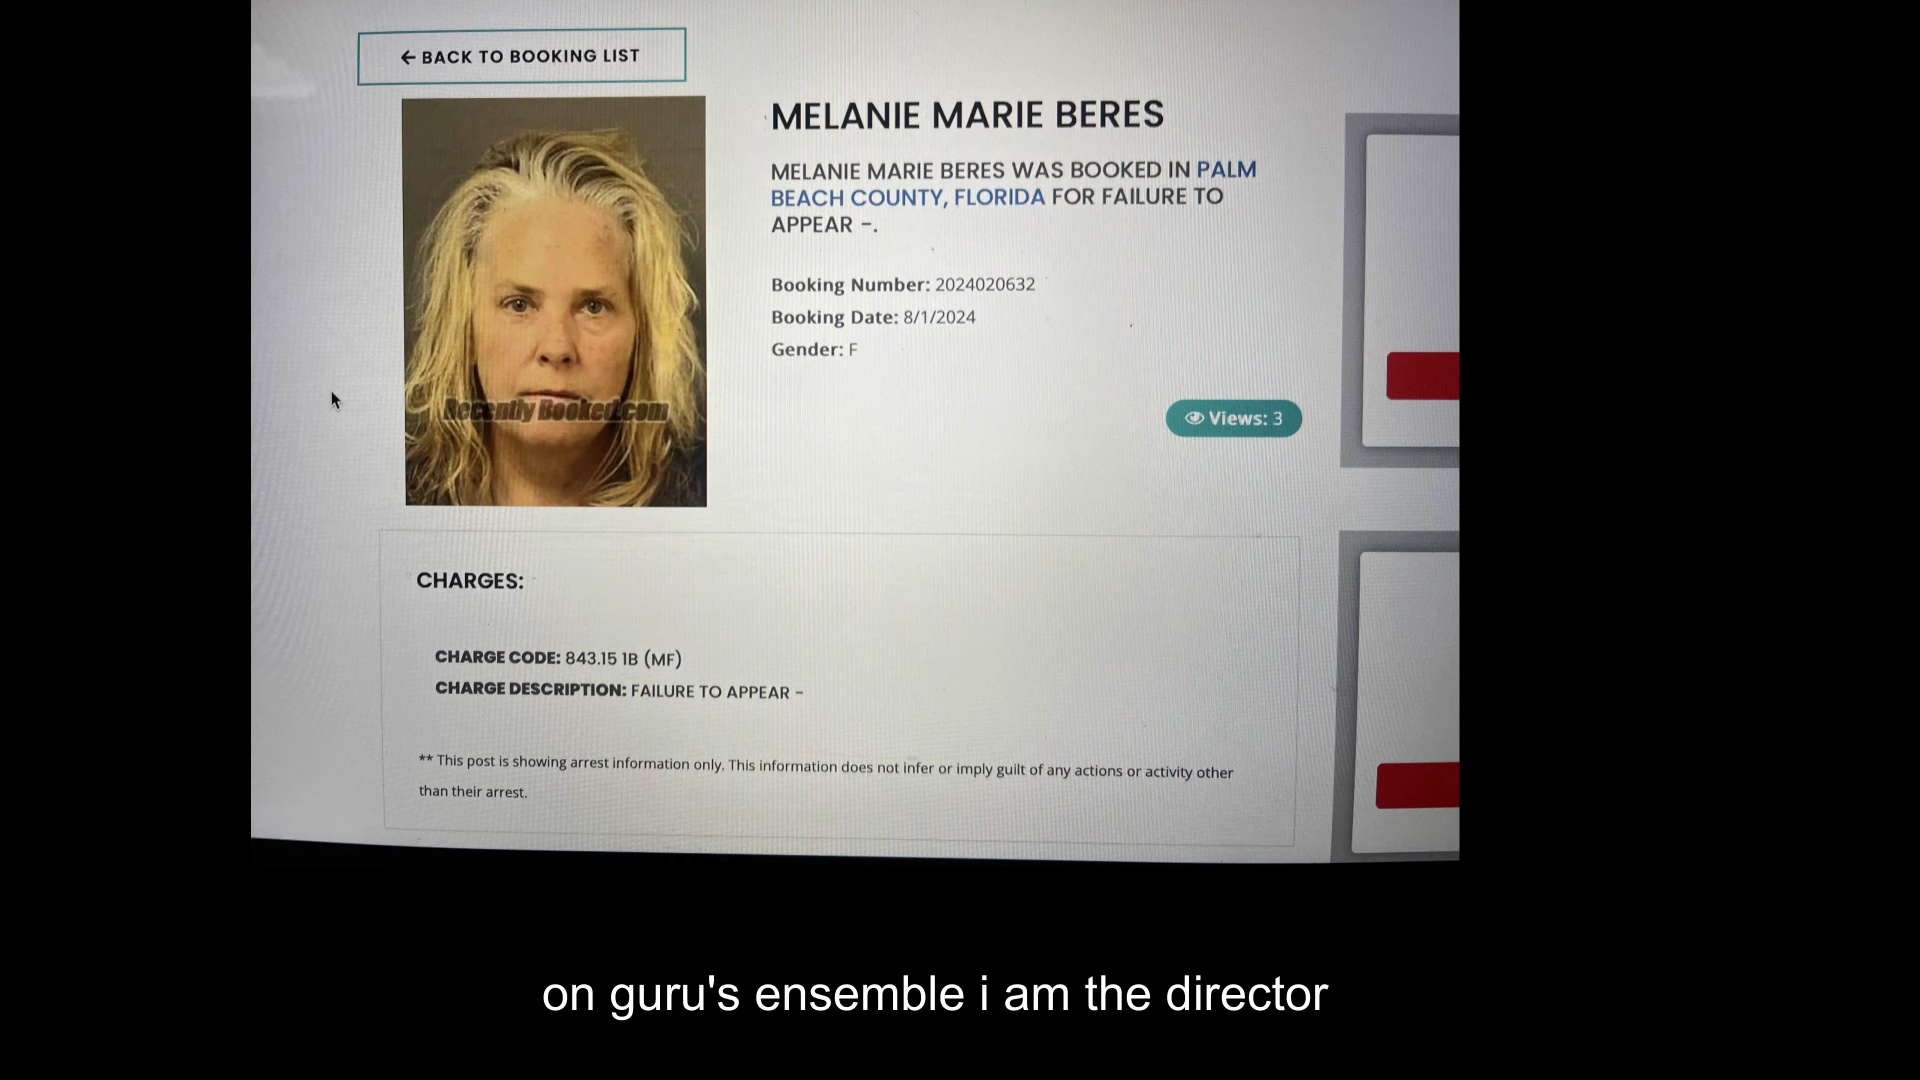 ← BACK TO BOOKING LIST
MELANIE MARIE BERES
MELANIE MARIE BERES WAS BOOKED IN PALM
BEACH COUNTY, FLORIDA FOR FAILURE TO
APPEAR -.
Booking Number: 2024020632
Booking Date: 8/1/2024
Gender: F
Recently Booked.com
Views: 3
CHARGES:
CHARGE CODE: 843.15 1B (MF)
CHARGE DESCRIPTION: FAILURE TO APPEAR -
** This post is showing arrest information only. This information does not infer or imply guilt of any actions or activity other
than their arrest.
on guru's ensemble i am the director